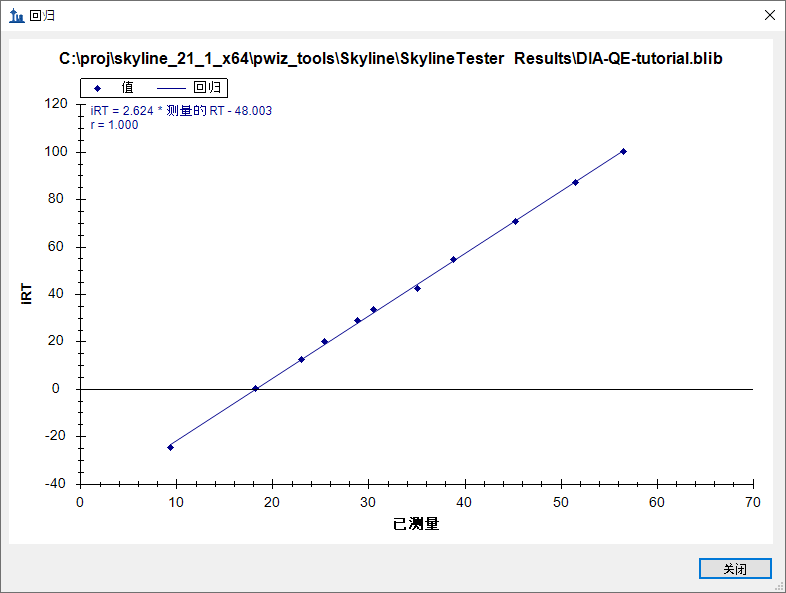 回归
C:\proj\skyline_21_1_x64\pwiz_tools\Skyline\SkylineTester Results\DIA-QE-tutorial.blib
值 回归
iRT = 2.624 * 测量的 RT - 48.003
r = 1.000
120
100
80
60
40
20
0
-20
-40
iRT
0 10 20 30 40 50 60 70
已测量
关闭